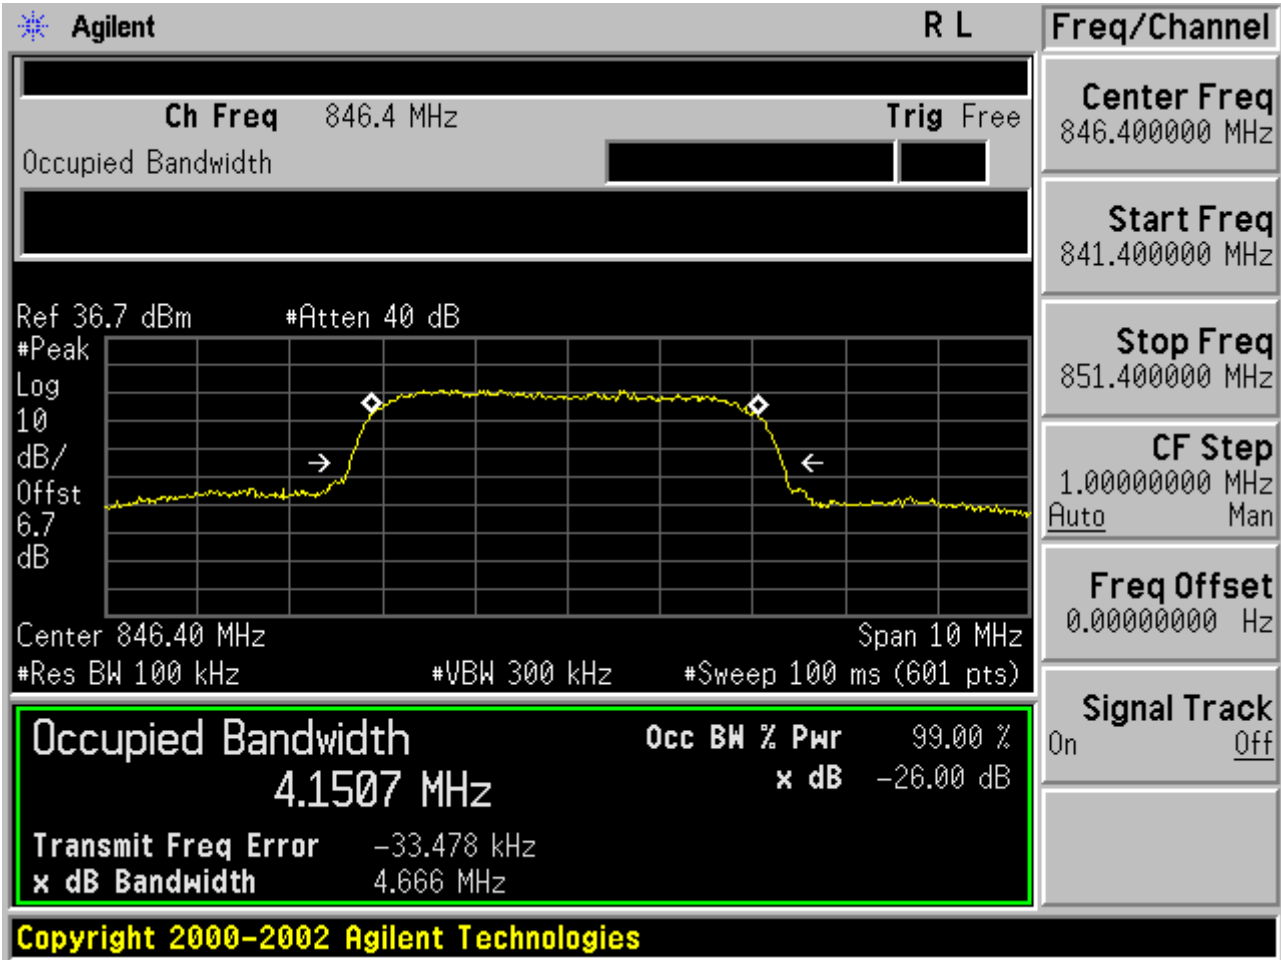 Agilent R L Freq/Channel
Ch Freq 846.4 MHz Trig Free
Occupied Bandwidth
Center Freq
846.400000 MHz
Start Freq
841.400000 MHz
Stop Freq
851.400000 MHz
CF Step
1.00000000 MHz
Auto Man
Freq Offset
0.00000000 Hz
Signal Track
On Off
Ref 36.7 dBm #Atten 40 dB
#Peak
Log
10
dB/
Offst
6.7
dB
Center 846.40 MHz Span 10 MHz
#Res BW 100 kHz #VBW 300 kHz #Sweep 100 ms (601 pts)
Occupied Bandwidth
4.1507 MHz
Occ BW % Pwr 99.00 %
x dB -26.00 dB
Transmit Freq Error -33.478 kHz
x dB Bandwidth 4.666 MHz
Copyright 2000-2002 Agilent Technologies